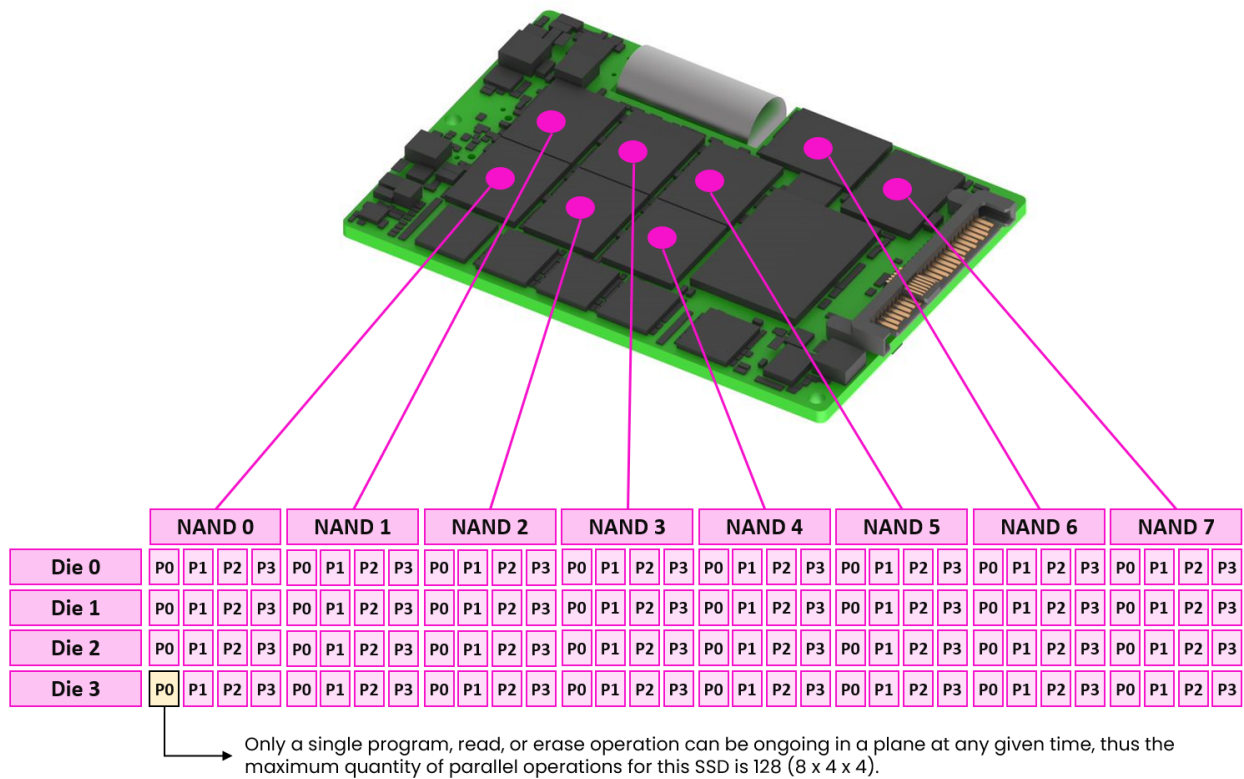 NAND 0 NAND 1 NAND 2 NAND 3 NAND 4 NAND 5 NAND 6 NAND 7
Die 0 P0 P1 P2 P3 P0 P1 P2 P3 P0 P1 P2 P3 P0 P1 P2 P3 P0 P1 P2 P3 P0 P1 P2 P3 P0 P1 P2 P3 P0 P1 P2 P3
Die 1 P0 P1 P2 P3 P0 P1 P2 P3 P0 P1 P2 P3 P0 P1 P2 P3 P0 P1 P2 P3 P0 P1 P2 P3 P0 P1 P2 P3 P0 P1 P2 P3
Die 2 P0 P1 P2 P3 P0 P1 P2 P3 P0 P1 P2 P3 P0 P1 P2 P3 P0 P1 P2 P3 P0 P1 P2 P3 P0 P1 P2 P3 P0 P1 P2 P3
Die 3 P0 P1 P2 P3 P0 P1 P2 P3 P0 P1 P2 P3 P0 P1 P2 P3 P0 P1 P2 P3 P0 P1 P2 P3 P0 P1 P2 P3 P0 P1 P2 P3
Only a single program, read, or erase operation can be ongoing in a plane at any given time, thus the
maximum quantity of parallel operations for this SSD is 128 (8 x 4 x 4).